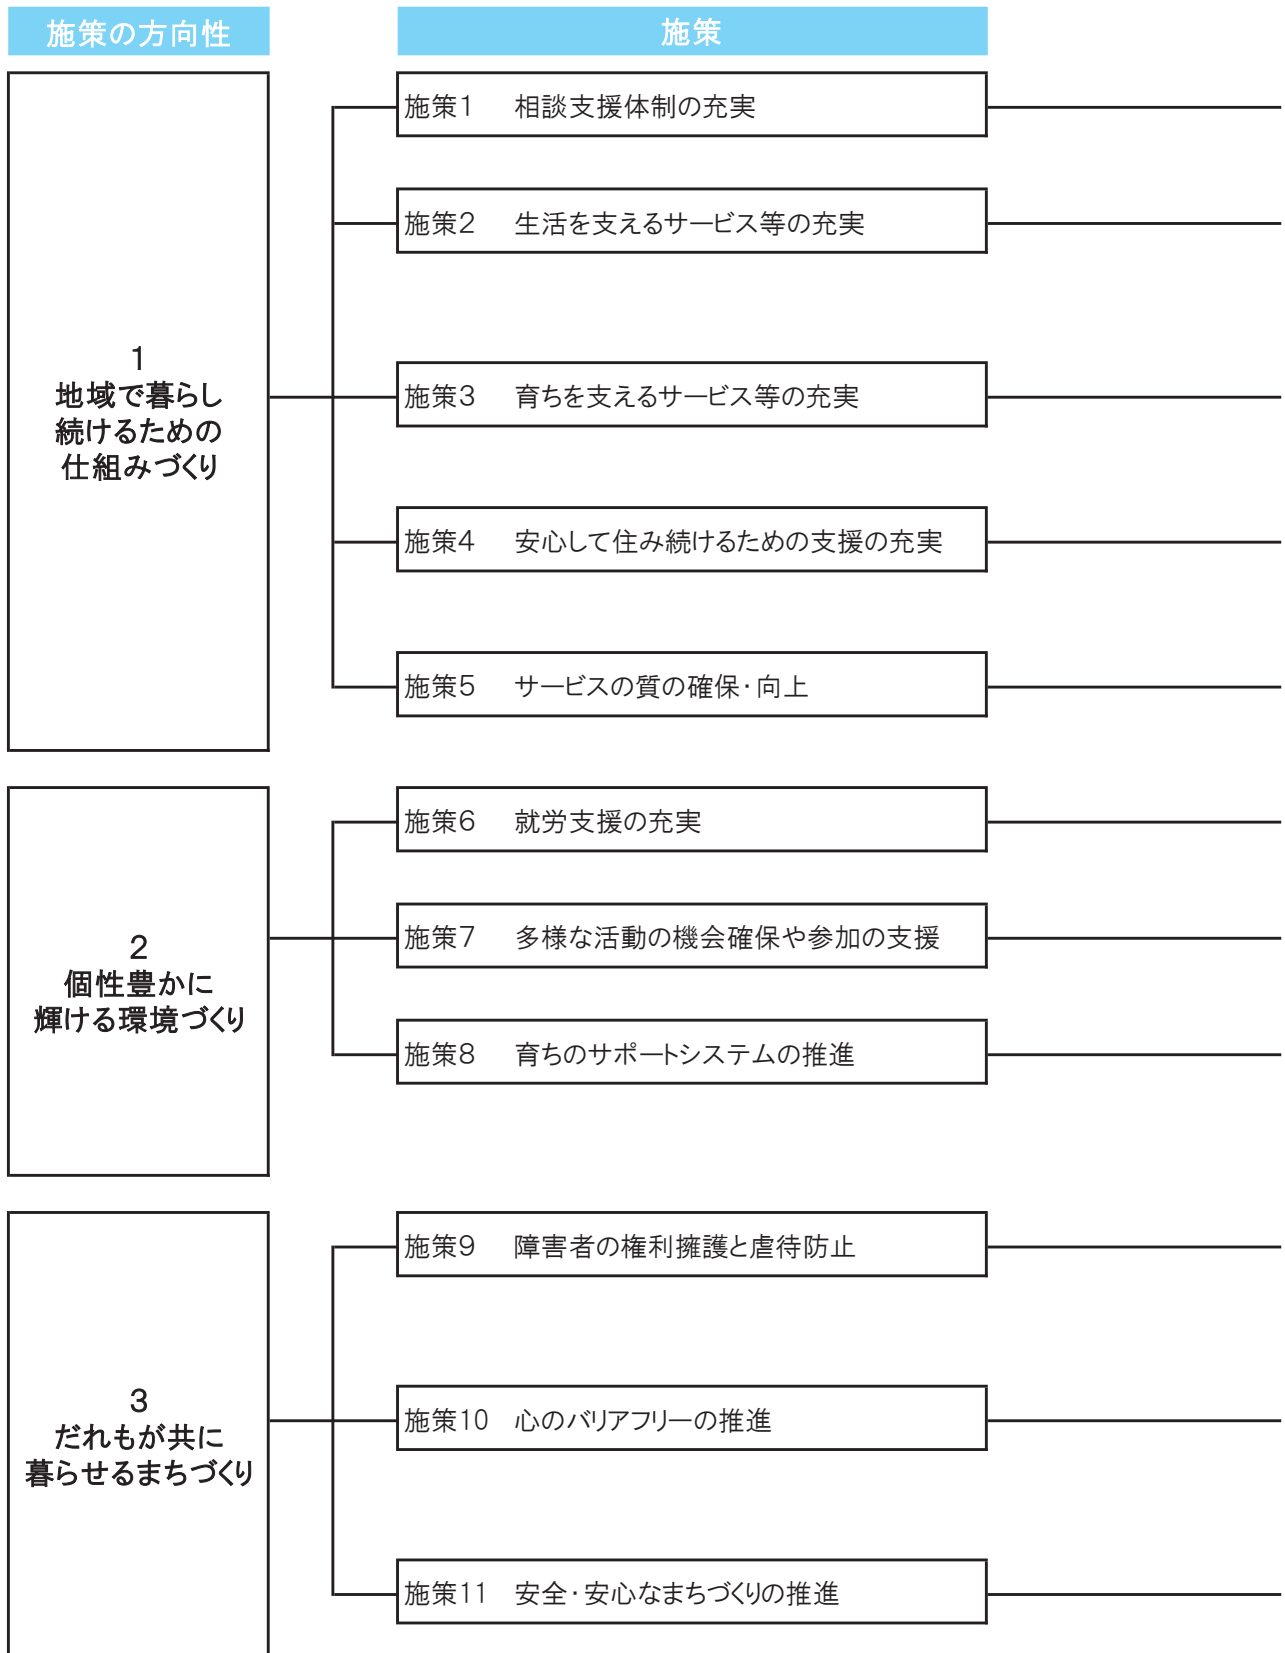 施策の方向性
施策
1
地域で暮らし
続けるための
仕組みづくり
施策1 相談支援体制の充実
施策2 生活を支えるサービス等の充実
施策3 育ちを支えるサービス等の充実
施策4 安心して住み続けるための支援の充実
施策5 サービスの質の確保・向上
2
個性豊かに
輝ける環境づくり
施策6 就労支援の充実
施策7 多様な活動の機会確保や参加の支援
施策8 育ちのサポートシステムの推進
3
だれもが共に
暮らせるまちづくり
施策9 障害者の権利擁護と虐待防止
施策10 心のバリアフリーの推進
施策11 安全・安心なまちづくりの推進